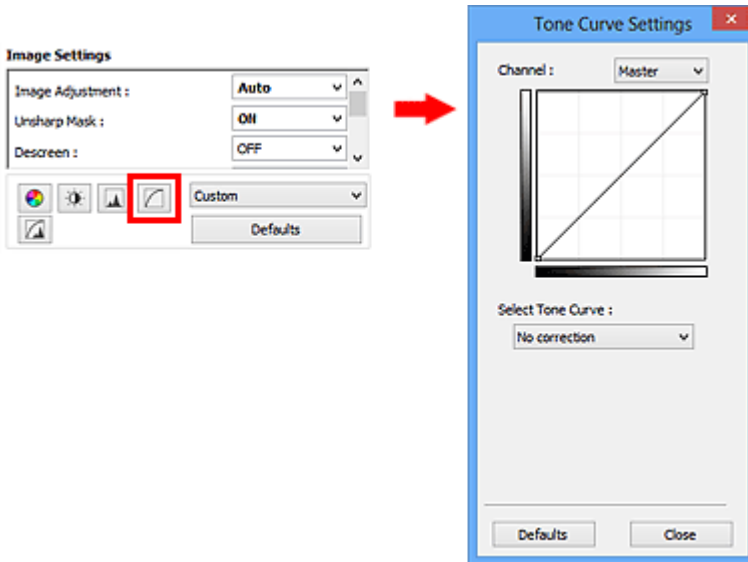 Image Settings
Image Adjustment : Auto
Unsharp Mask : ON
Descreen : OFF
Custom
Defaults
Tone Curve Settings
Channel : Master
Select Tone Curve :
No correction
Defaults Close